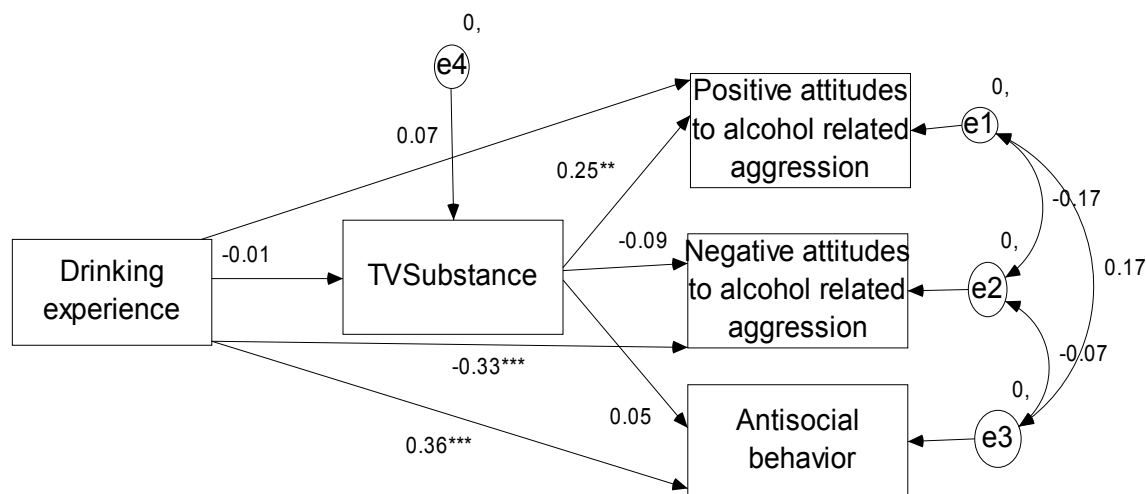 0,
e4
Positive attitudes
to alcohol related
aggression
0,
e1
0.07
0.25**
-0.17
Drinking
experience
-0.01
TVSubstance
-0.09
Negative attitudes
to alcohol related
aggression
0,
e2
0.17
-0.33***
-0.07
0.36***
0.05
Antisocial
behavior
0,
e3